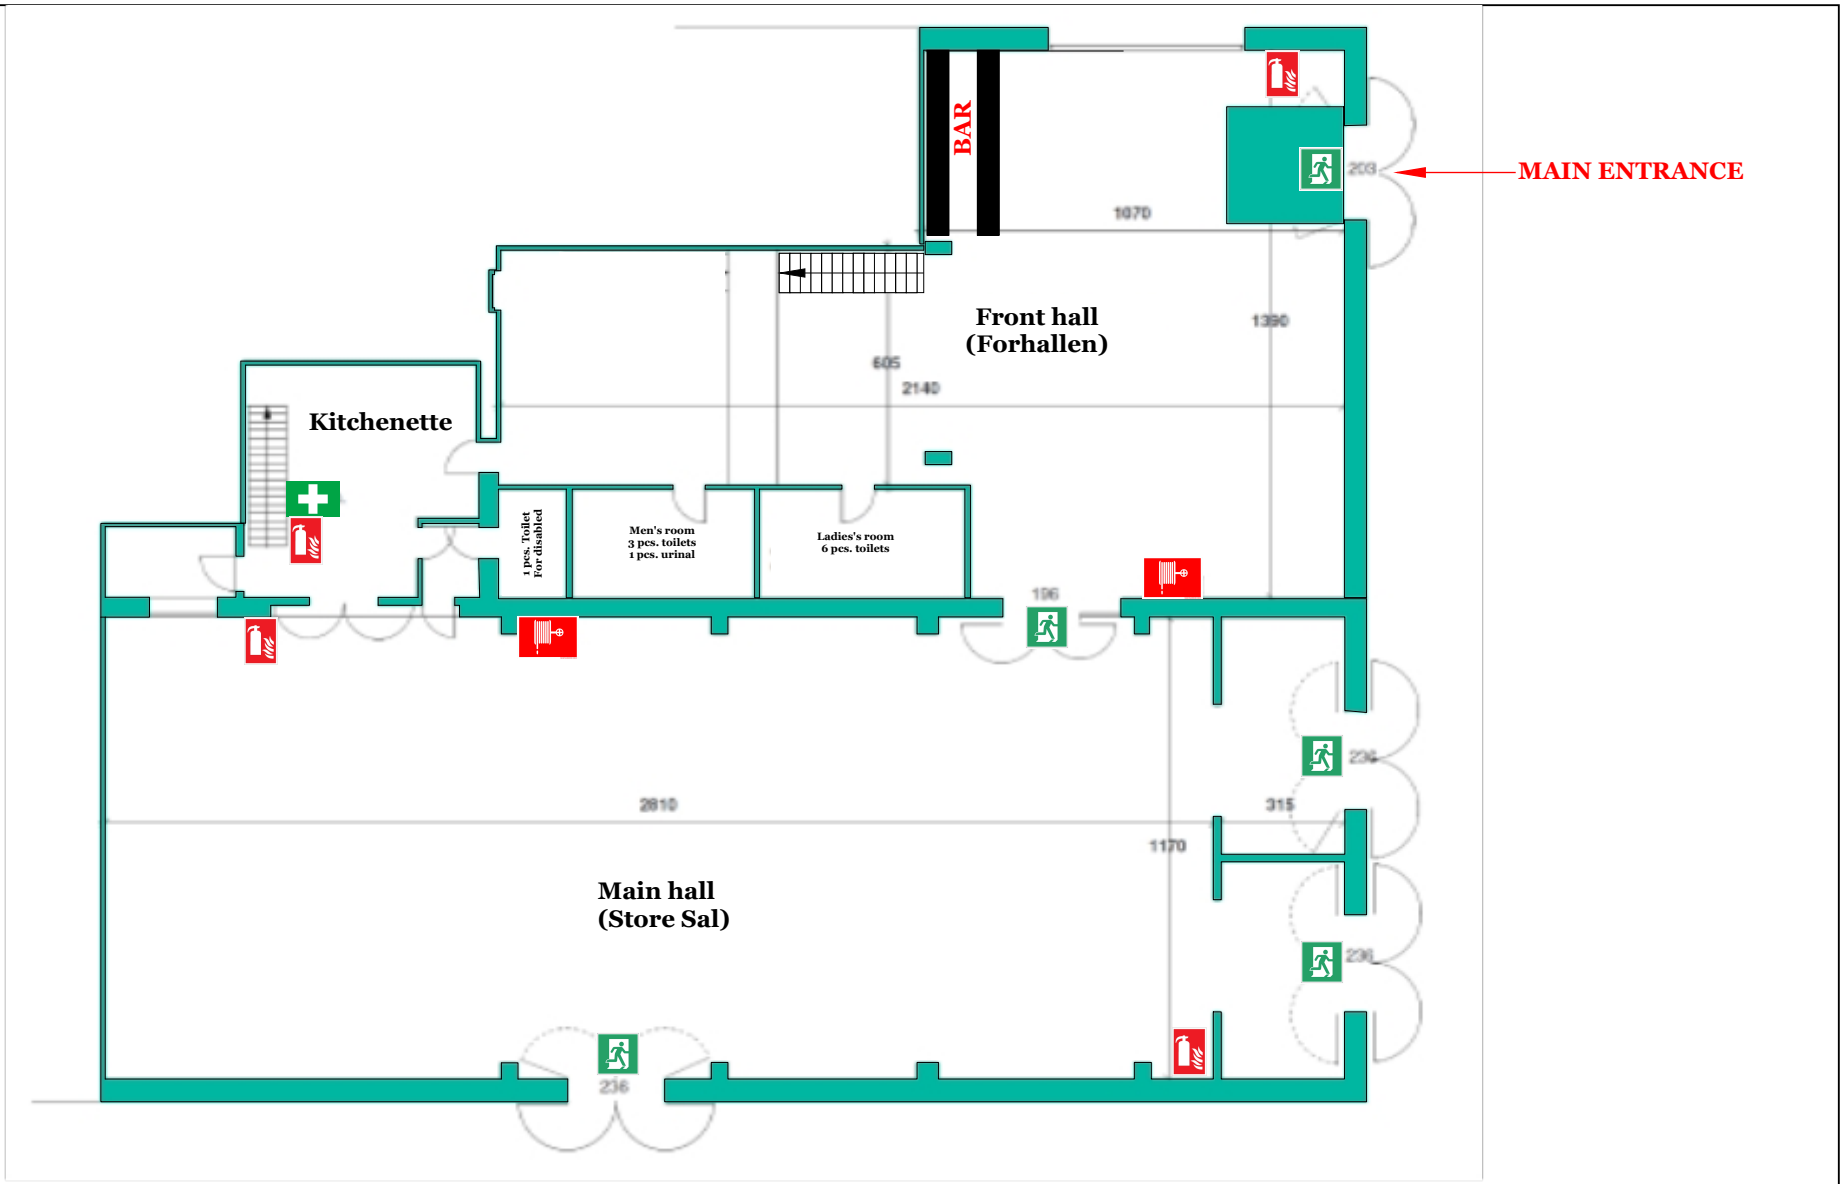 BAR
203
MAIN ENTRANCE
1070
Front hall
(Forhallen)
1390
605
2140
Kitchenette
1 pcs. Toilet
For disabled
Men's room
3 pcs. toilets
1 pcs. urinal
Ladies's room
6 pcs. toilets
196
236
2810
315
1170
Main hall
(Store Sal)
236
236